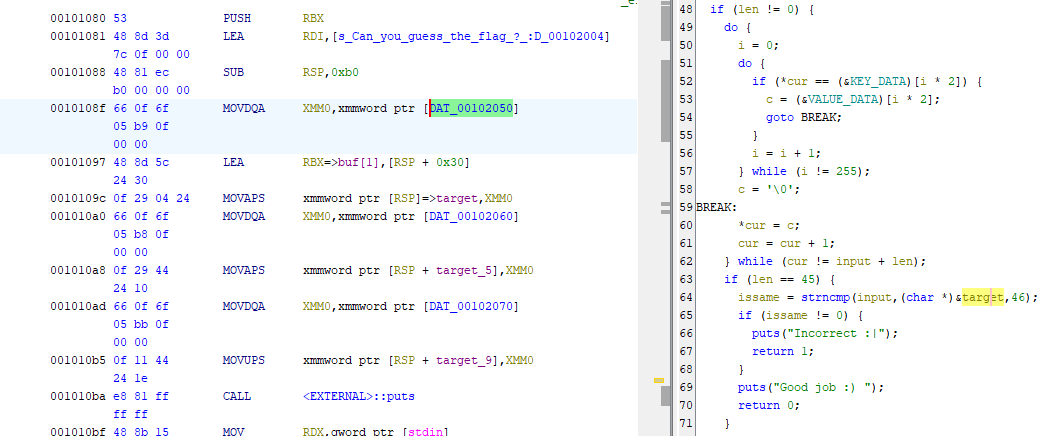 00101080 53 PUSH RBX
00101081 48 8d 3d LEA RDI,[s_Can_you_guess_the_flag_?_:D_00102004]
7c 0f 00 00
00101088 48 81 ec SUB RSP,0xb0
b0 00 00 00
0010108f 66 0f 6f MOVDQA XMM0,xmmword ptr [DAT_00102050]
05 b9 0f
00 00
00101097 48 8d 5c LEA RBX=>buf[1],[RSP + 0x30]
24 30
0010109c 0f 29 04 24 MOVAPS xmmword ptr [RSP]=>target,XMM0
001010a0 66 0f 6f MOVDQA XMM0,xmmword ptr [DAT_00102060]
05 b8 0f
00 00
001010a8 0f 29 44 MOVAPS xmmword ptr [RSP + target_5],XMM0
24 10
001010ad 66 0f 6f MOVDQA XMM0,xmmword ptr [DAT_00102070]
05 bb 0f
00 00
001010b5 0f 11 44 MOVUPS xmmword ptr [RSP + target_9],XMM0
24 1e
001010ba e8 81 ff CALL <EXTERNAL>::puts
ff ff
001010bf 48 8b 15 MOV RDX,qword ptr [stdin]
48 if (len != 0) {
49 do {
50 i = 0;
51 do {
52 if (*cur == (&KEY_DATA)[i * 2]) {
53 c = (&VALUE_DATA)[i * 2];
54 goto BREAK;
55 }
56 i = i + 1;
57 } while (i != 255);
58 c = '\0';
59 BREAK:
60 *cur = c;
61 cur = cur + 1;
62 } while (cur != input + len);
63 if (len == 45) {
64 issame = strncmp(input,(char *)&target,46);
65 if (issame != 0) {
66 puts("Incorrect :|");
67 return 1;
68 }
69 puts("Good job :) ");
70 return 0;
71 }